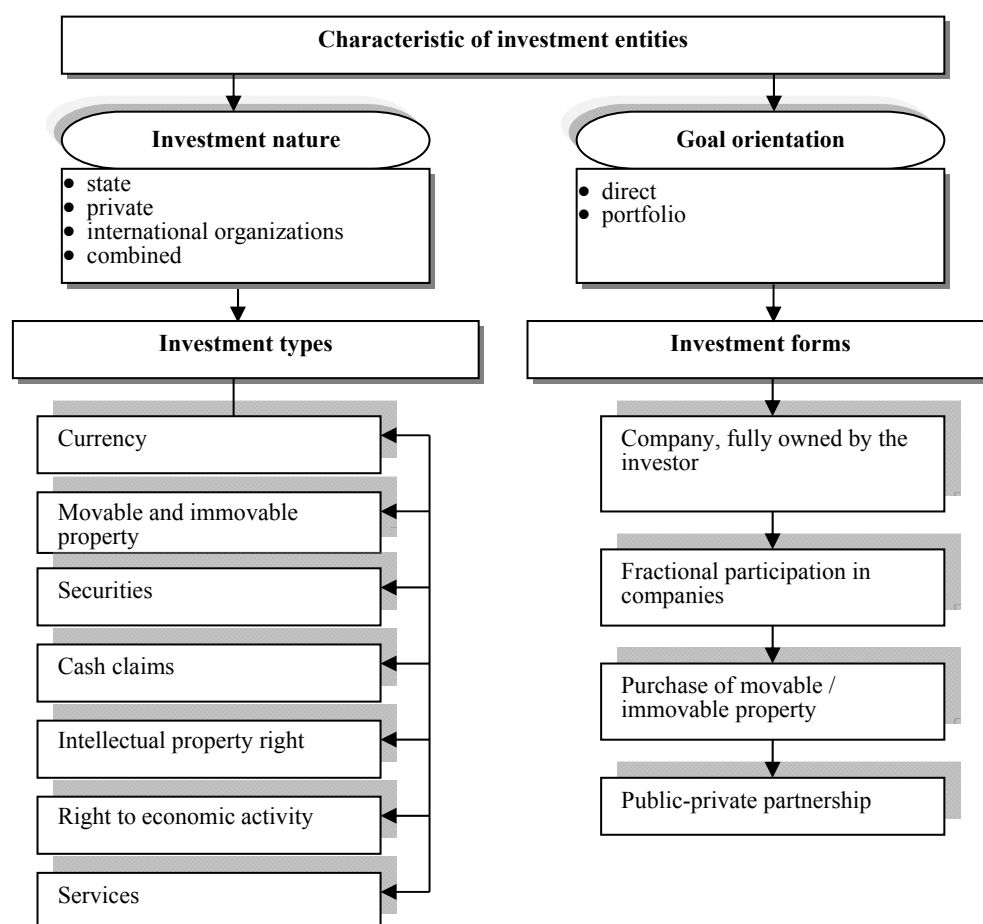 Characteristic of investment entities
Investment nature
• state
• private
• international organizations
• combined
Goal orientation
• direct
• portfolio
Investment types
Currency
Movable and immovable
property
Securities
Cash claims
Intellectual property right
Right to economic activity
Services
Investment forms
Company, fully owned by the
investor
Fractional participation in
companies
Purchase of movable /
immovable property
Public-private partnership